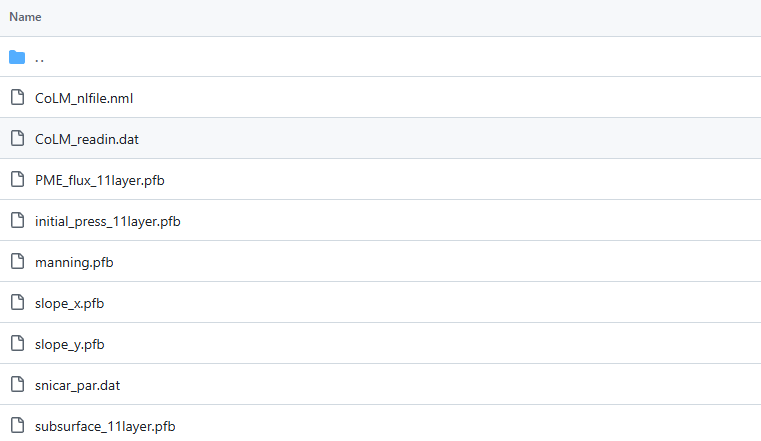 Name
..
CoLM_nlfile.nml
CoLM_readin.dat
PME_flux_11layer.pfb
initial_press_11layer.pfb
manning.pfb
slope_x.pfb
slope_y.pfb
snicar_par.dat
subsurface_11layer.pfb